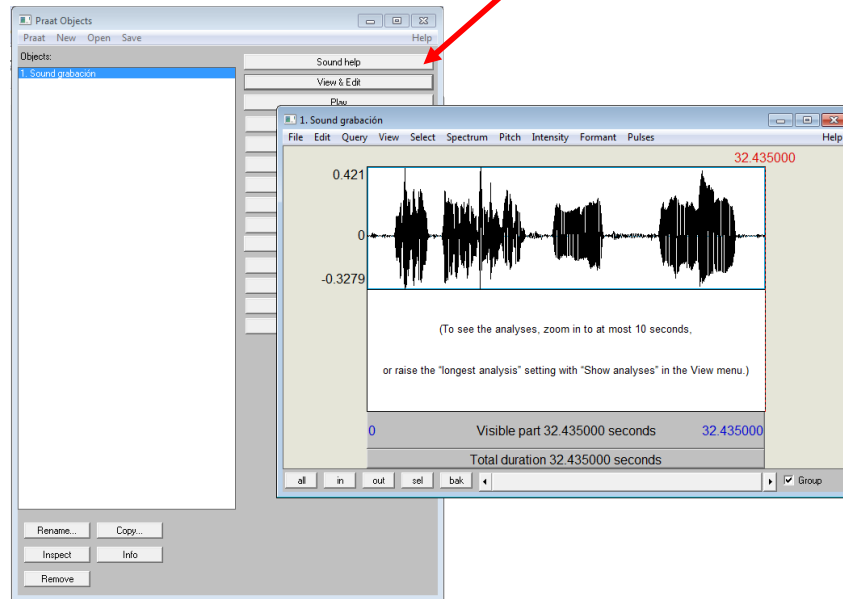 Praat Objects
Praat New Open Save Help
Objects:
1. Sound grabación
Sound help
View & Edit
Play
1. Sound grabación
File Edit Query View Select Spectrum Pitch Intensity Formant Pulses Help
32.435000
0.421
0
-0.3279
(To see the analyses, zoom in to at most 10 seconds,
or raise the "longest analysis" setting with "Show analyses" in the View menu.)
0 Visible part 32.435000 seconds 32.435000
Total duration 32.435000 seconds
all in out sel bak Group
Rename... Copy...
Inspect Info
Remove